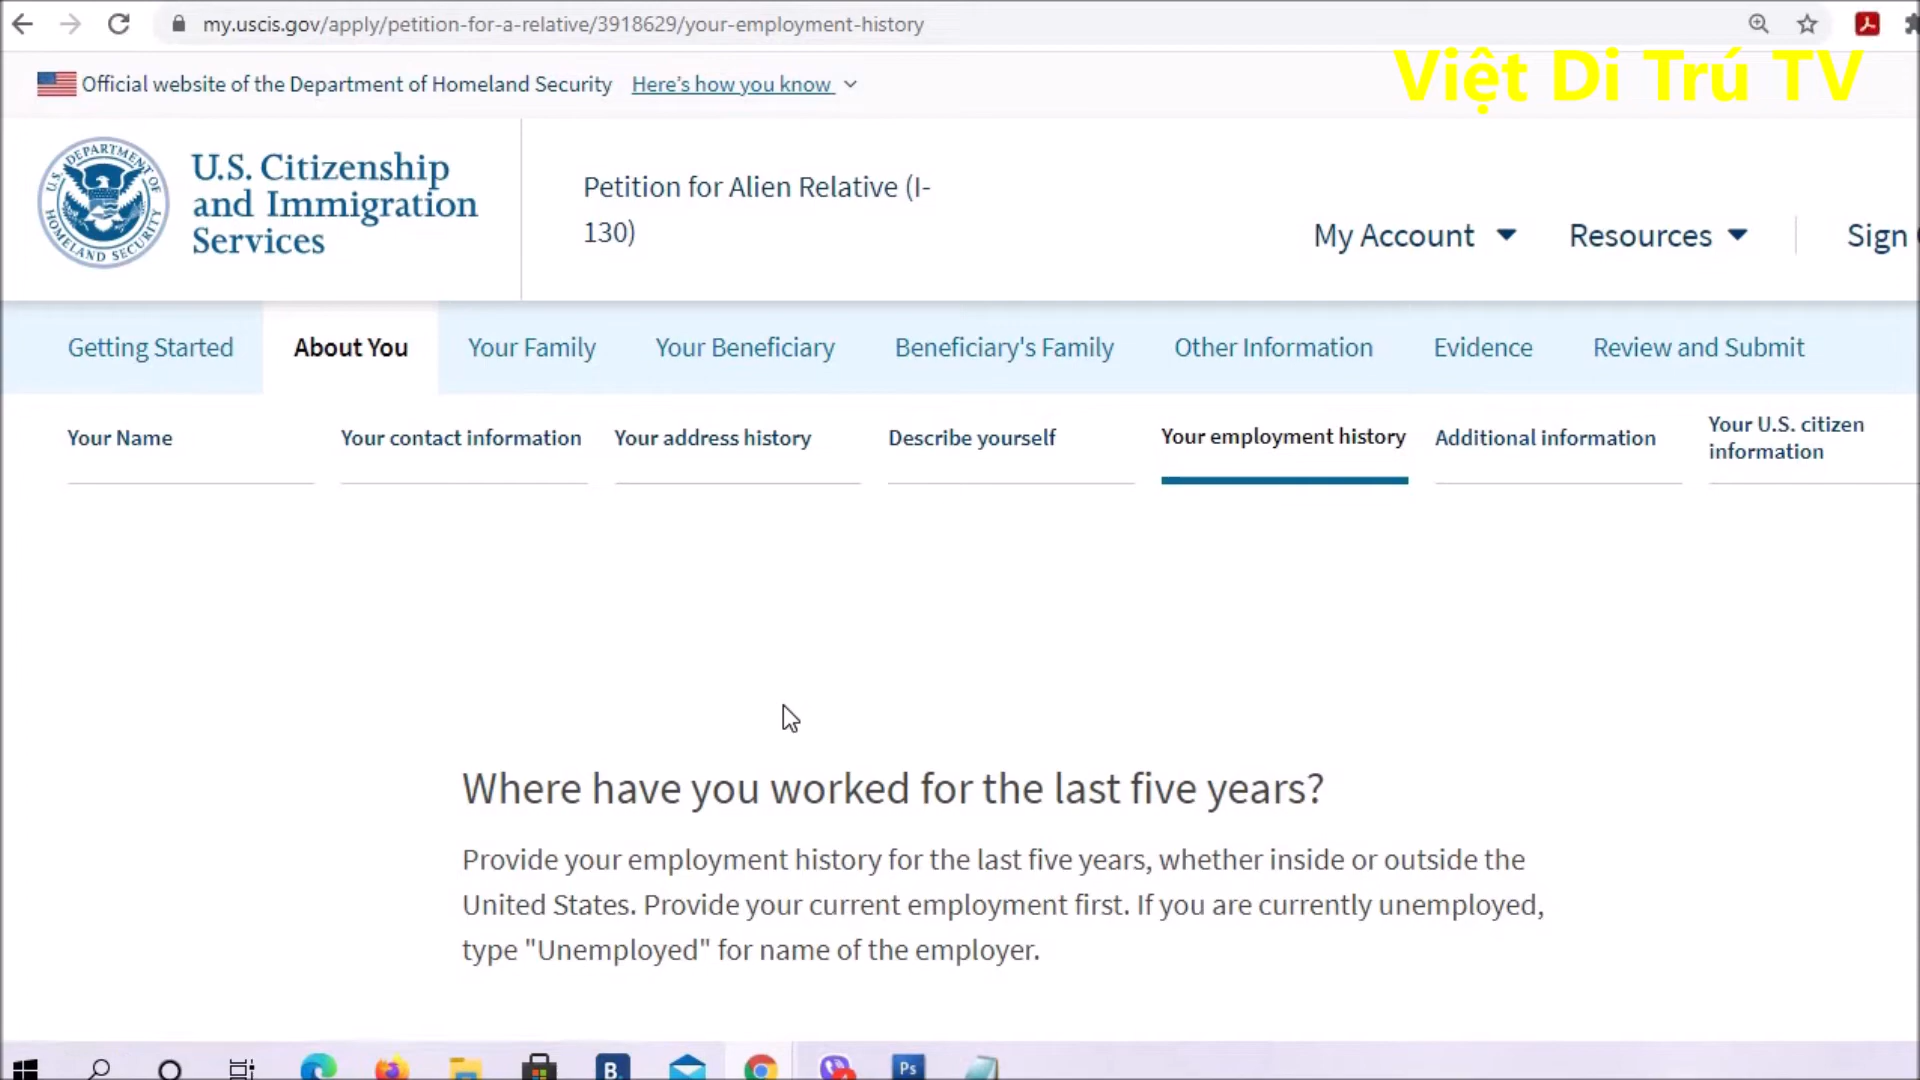 my.uscis.gov/apply/petition-for-a-relative/3918629/your-employment-history
Việt Di Trú TV
Official website of the Department of Homeland Security Here's how you know
U.S. DEPARTMENT OF HOMELAND SECURITY
U.S. Citizenship
and Immigration
Services
Petition for Alien Relative (I-
130)
My Account Resources Sign
Getting Started About You Your Family Your Beneficiary Beneficiary's Family Other Information Evidence Review and Submit
Your Name Your contact information Your address history Describe yourself Your employment history Additional information Your U.S. citizen
information
Where have you worked for the last five years?
Provide your employment history for the last five years, whether inside or outside the
United States. Provide your current employment first. If you are currently unemployed,
type "Unemployed" for name of the employer.
B.
Ps